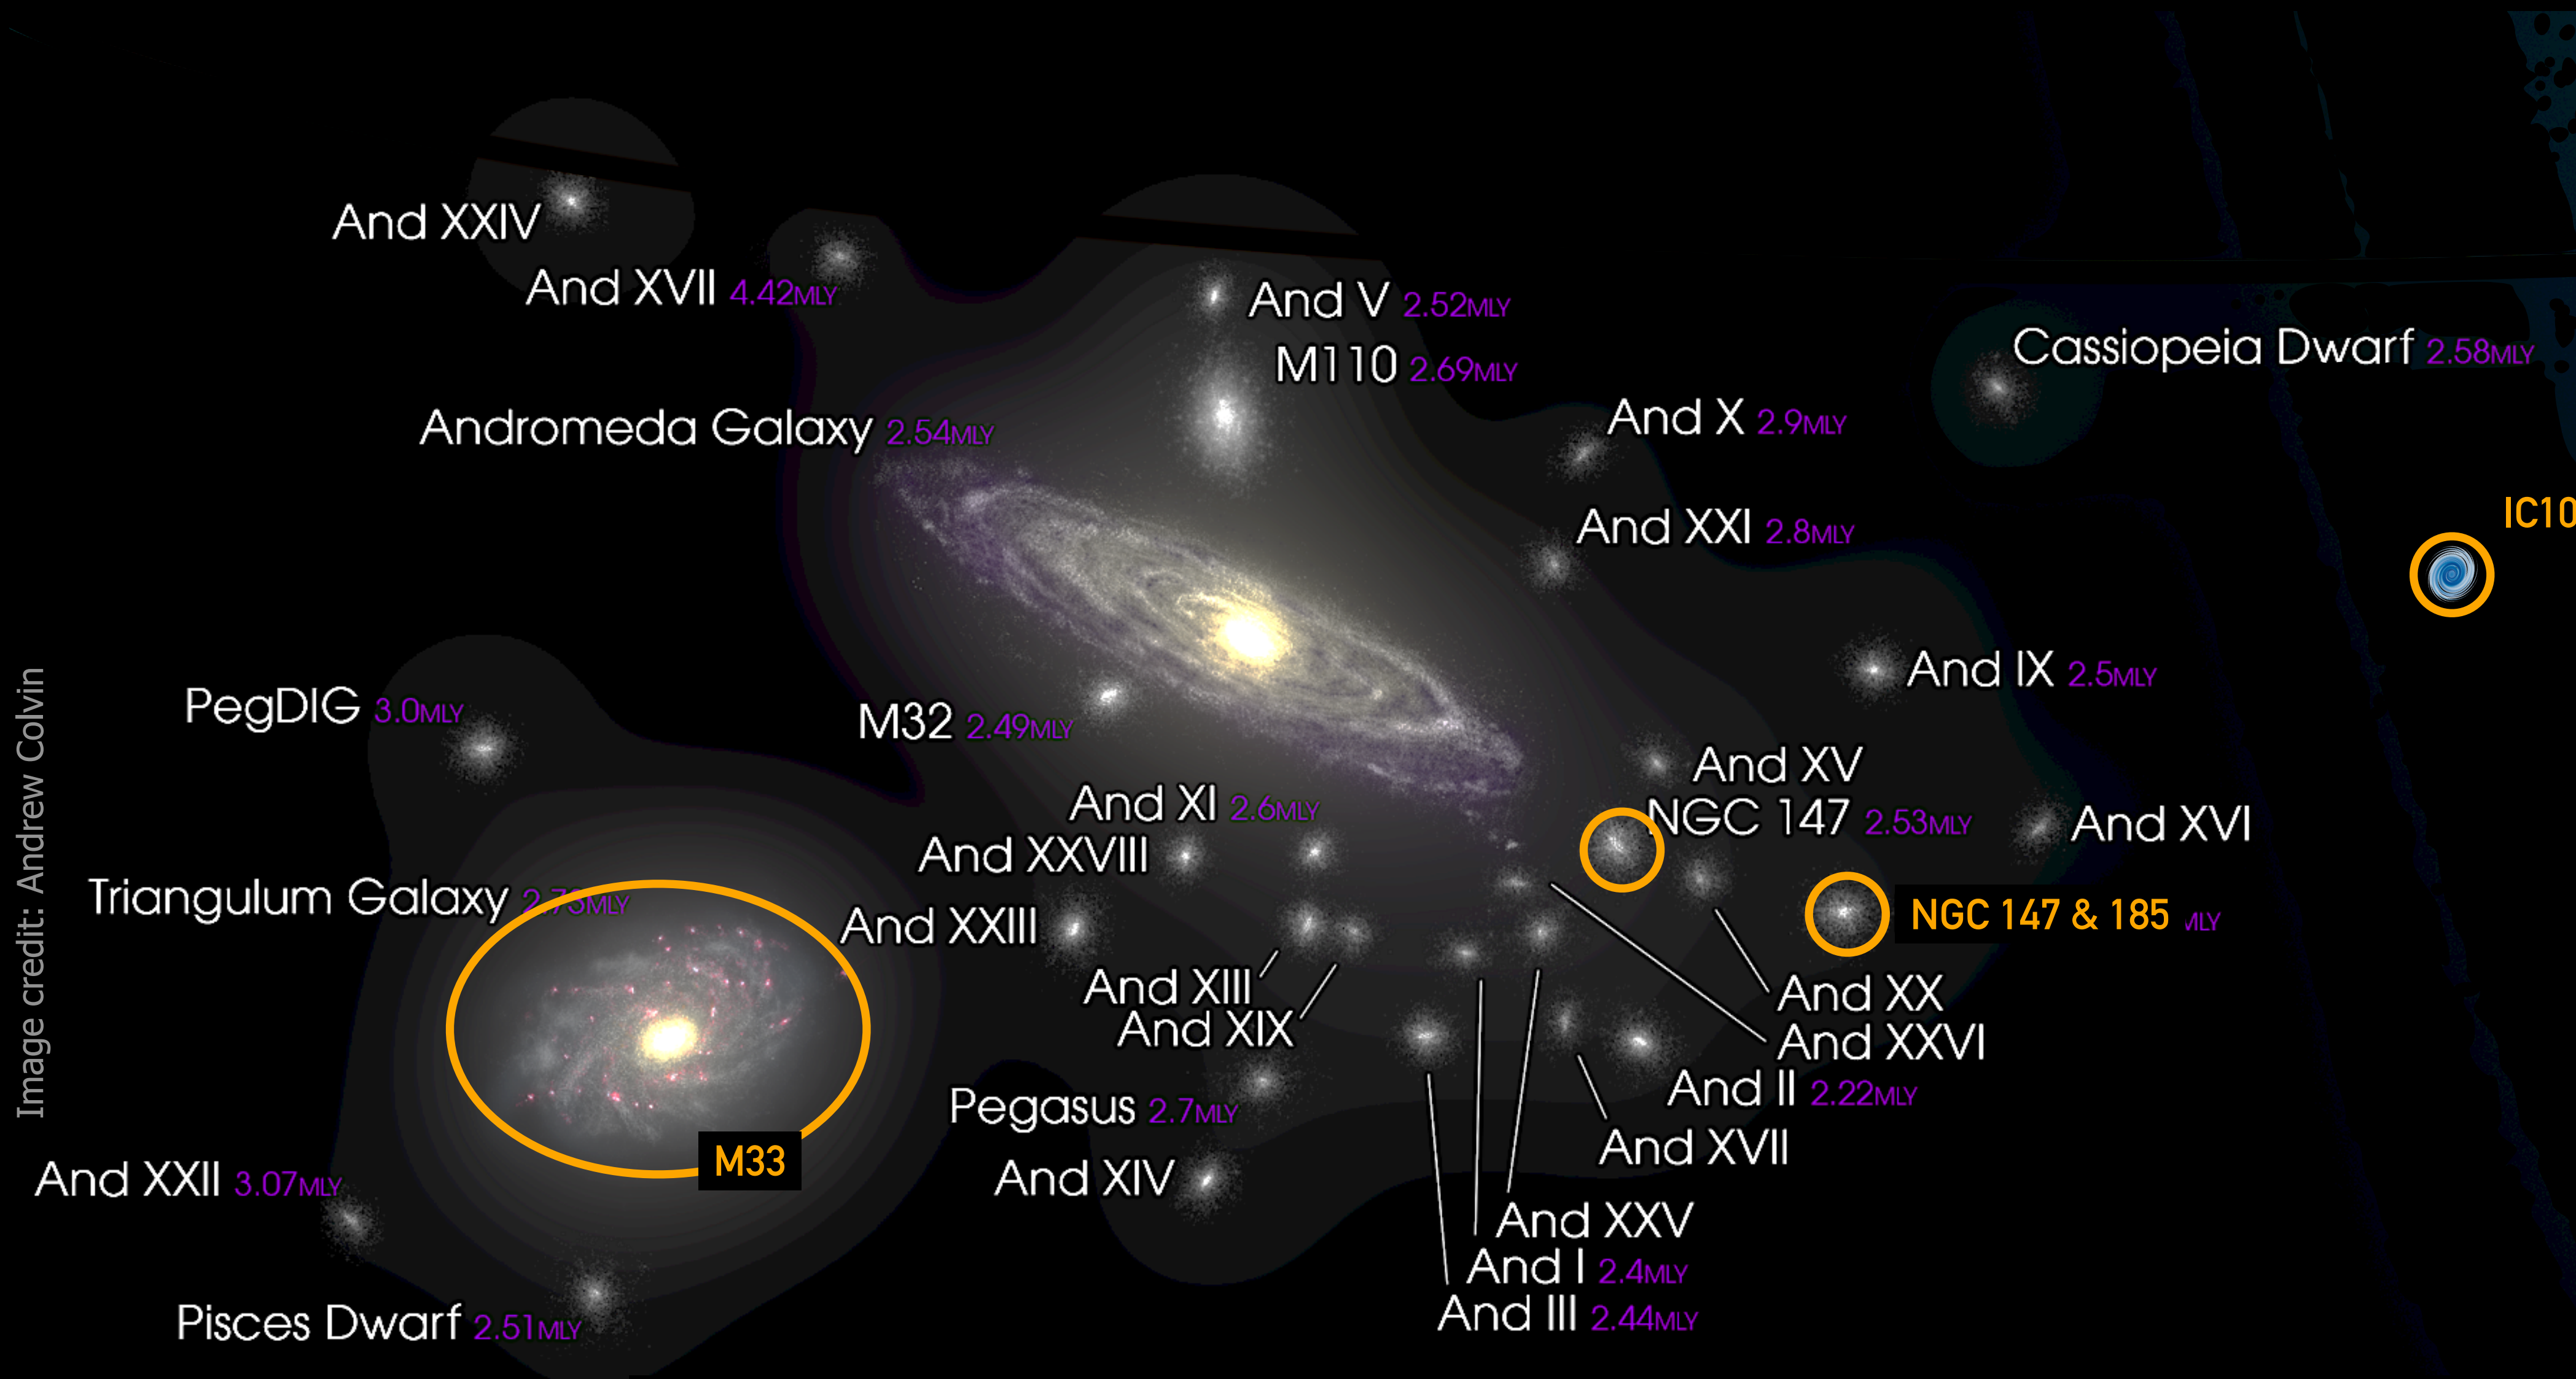 And XXIV
And XVII 4.42MLY
And V 2.52MLY
M110 2.69MLY
Cassiopeia Dwarf 2.58MLY
Andromeda Galaxy 2.54MLY
And X 2.9MLY
IC10
And XXI 2.8MLY
And IX 2.5MLY
PegDIG 3.0MLY
M32 2.49MLY
And XV
And XI 2.6MLY
NGC 147 2.53MLY
And XVI
And XXVIII
Triangulum Galaxy 2.73MLY
And XXIII
NGC 147 & 185 MLY
And XIII
And XIX
And XX
And XXVI
And II 2.22MLY
Pegasus 2.7MLY
And XVII
M33
And XXII 3.07MLY
And XIV
And XXV
And I 2.4MLY
And III 2.44MLY
Pisces Dwarf 2.51MLY
Image credit: Andrew Colvin